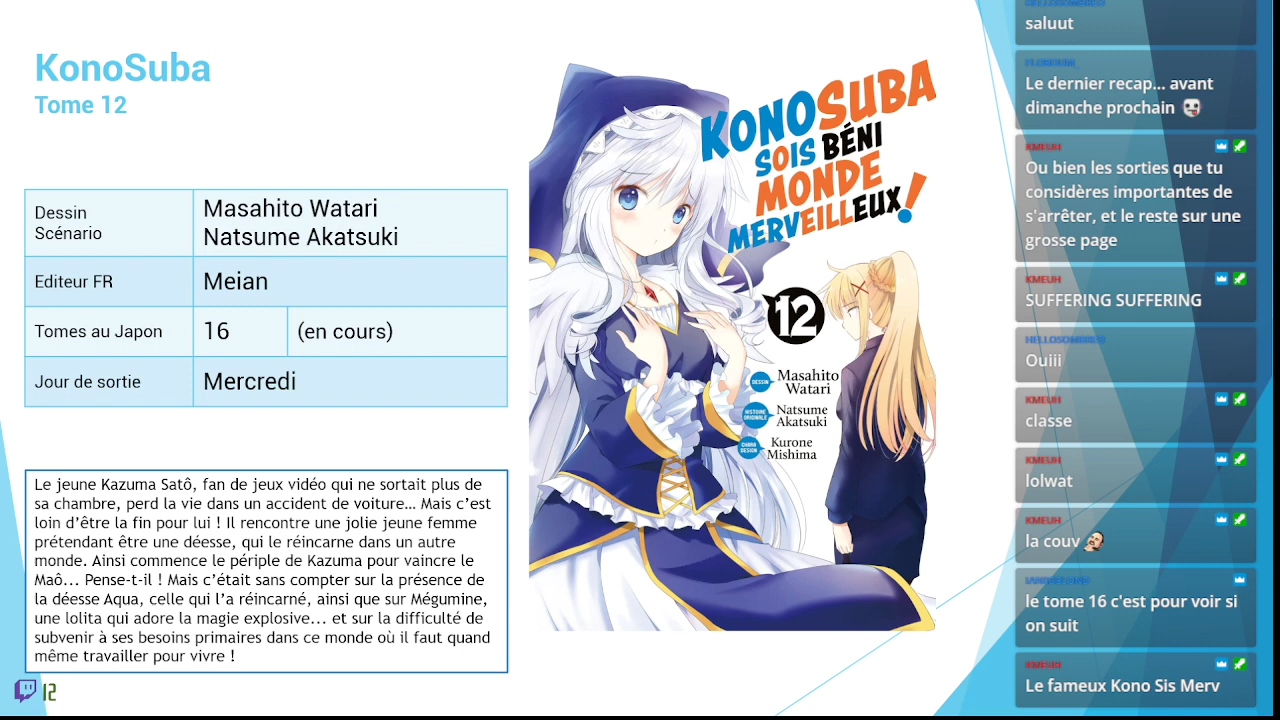 KonoSuba
Tome 12
Dessin
Scénario
Masahito Watari
Natsume Akatsuki
Editeur FR
Meian
Tomes au Japon
16
(en cours)
Jour de sortie
Mercredi
Le jeune Kazuma Satô, fan de jeux vidéo qui ne sortait plus de
sa chambre, perd la vie dans un accident de voiture… Mais c’est
loin d’être la fin pour lui ! Il rencontre une jolie jeune femme
prétendant être une déesse, qui le réincarne dans un autre
monde. Ainsi commence le périple de Kazuma pour vaincre le
Maô... Pense-t-il ! Mais c’était sans compter sur la présence de
la déesse Aqua, celle qui l’a réincarné, ainsi que sur Mégumine,
une lolita qui adore la magie explosive... et sur la difficulté de
subvenir à ses besoins primaires dans ce monde où il faut quand
même travailler pour vivre !
12
KONOSUBA
SOIS BÉNI
MONDE
MERVEILLEUX!
12
DESSIN
Masahito
Watari
HISTOIRE
ORIGINALE
Natsume
Akatsuki
CHARA
DESIGN
Kurone
Mishima
saluut
Le dernier recap... avant
dimanche prochain
KMEUH
Ou bien les sorties que tu
considères importantes de
s'arrêter, et le reste sur une
grosse page
KMEUH
SUFFERING SUFFERING
Ouiii
KMEUH
classe
KMEUH
lolwat
KMEUH
la couv
le tome 16 c'est pour voir si
on suit
KMEUH
Le fameux Kono Sis Merv